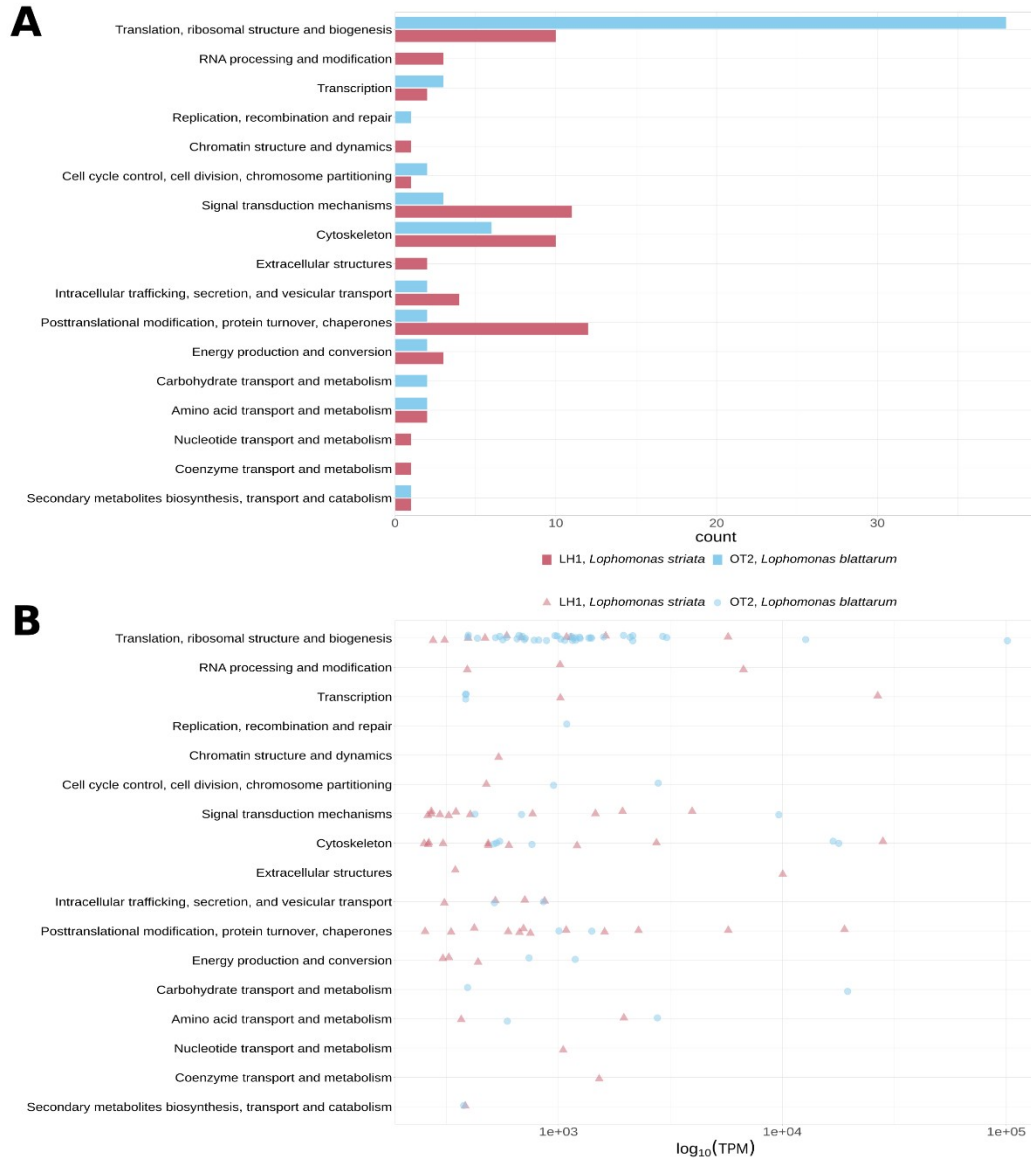 A
Translation, ribosomal structure and biogenesis
RNA processing and modification
Transcription
Replication, recombination and repair
Chromatin structure and dynamics
Cell cycle control, cell division, chromosome partitioning
Signal transduction mechanisms
Cytoskeleton
Extracellular structures
Intracellular trafficking, secretion, and vesicular transport
Posttranslational modification, protein turnover, chaperones
Energy production and conversion
Carbohydrate transport and metabolism
Amino acid transport and metabolism
Nucleotide transport and metabolism
Coenzyme transport and metabolism
Secondary metabolites biosynthesis, transport and catabolism
0 10 20 30
count
LH1, Lophomonas striata OT2, Lophomonas blattarum
B
LH1, Lophomonas striata OT2, Lophomonas blattarum
Translation, ribosomal structure and biogenesis
RNA processing and modification
Transcription
Replication, recombination and repair
Chromatin structure and dynamics
Cell cycle control, cell division, chromosome partitioning
Signal transduction mechanisms
Cytoskeleton
Extracellular structures
Intracellular trafficking, secretion, and vesicular transport
Posttranslational modification, protein turnover, chaperones
Energy production and conversion
Carbohydrate transport and metabolism
Amino acid transport and metabolism
Nucleotide transport and metabolism
Coenzyme transport and metabolism
Secondary metabolites biosynthesis, transport and catabolism
1e+03 1e+04 1e+05
log₁₀(TPM)